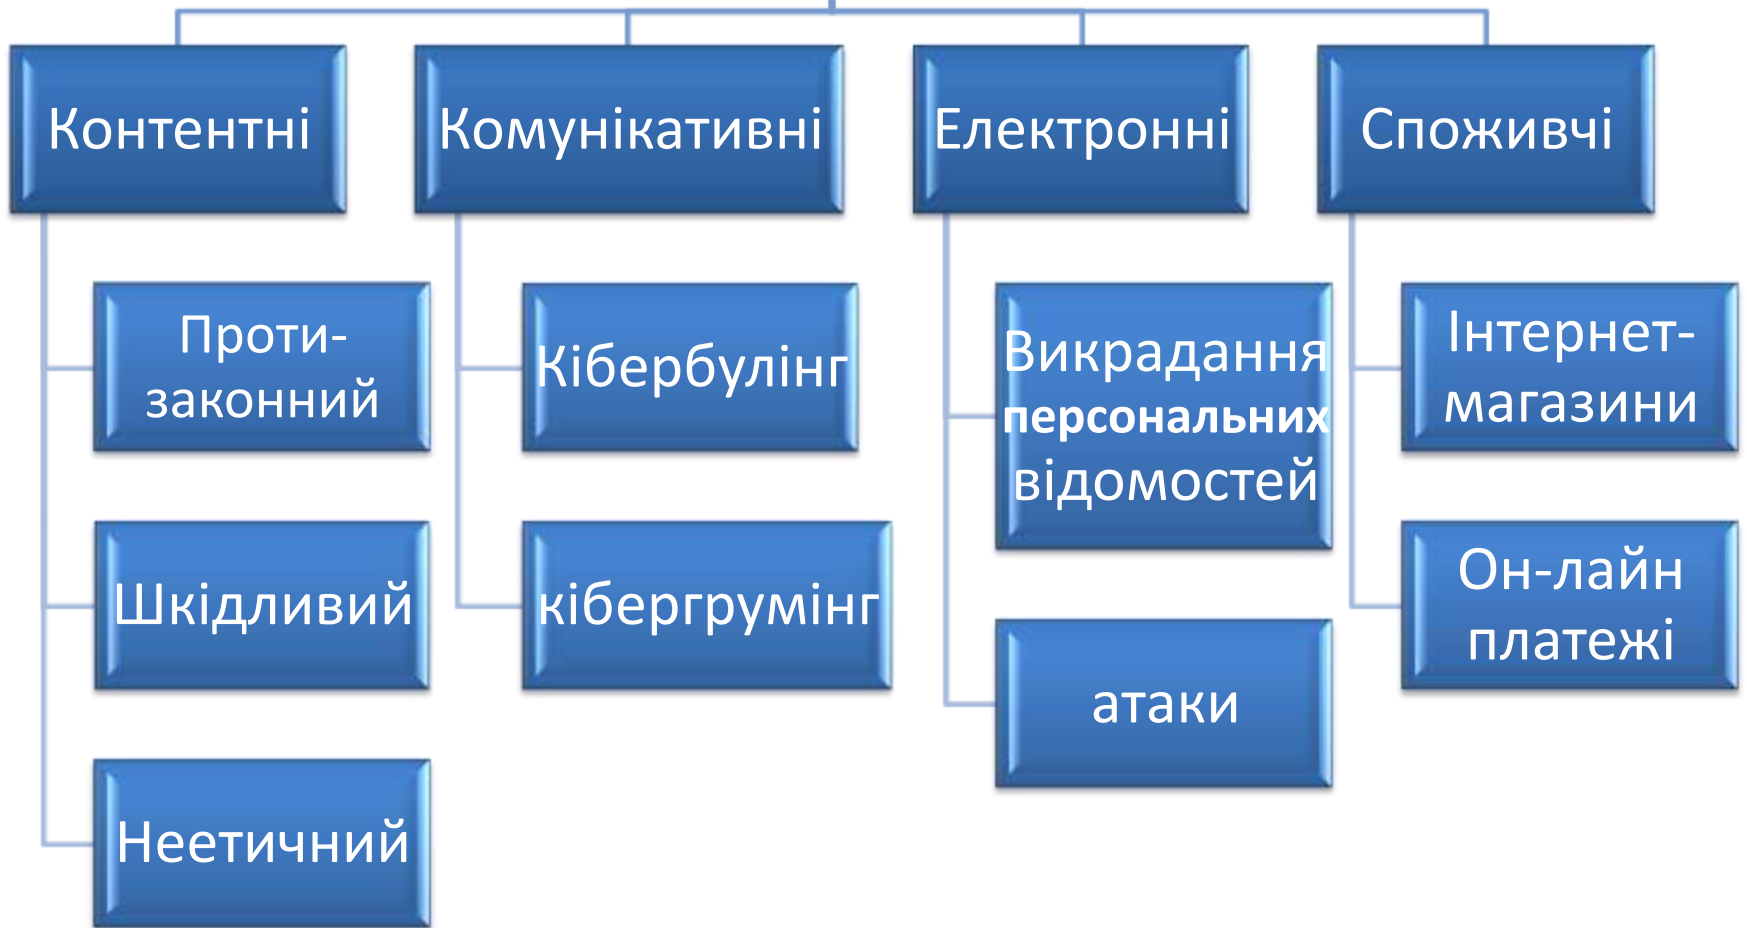 Контентні
Комунікативні
Електронні
Споживчі
Проти-
законний
Шкідливий
Неетичний
Кібербулінг
кібергрумінг
Викрадання
персональних
відомостей
атаки
Інтернет-
магазини
Он-лайн
платежі